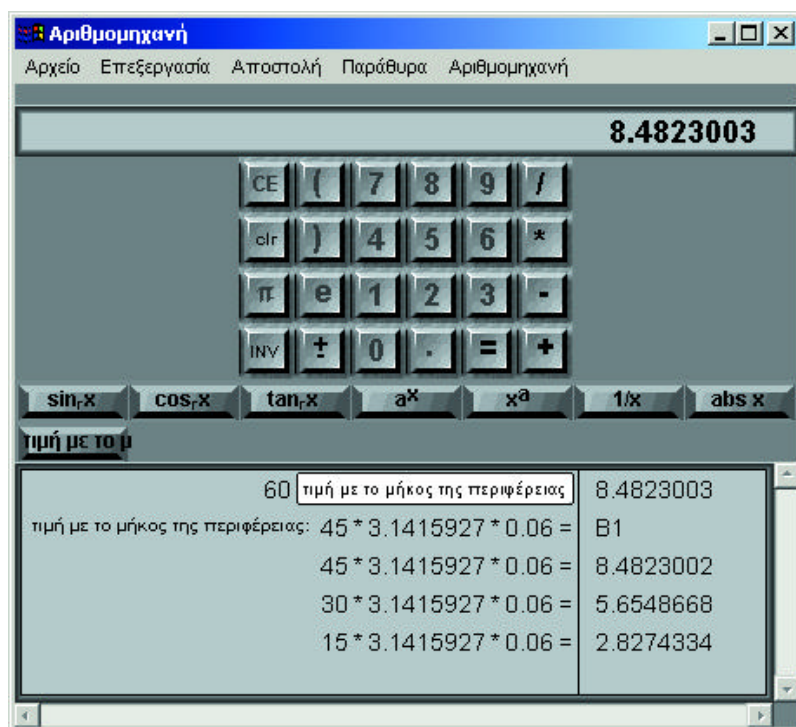 Αριθμομηχανή
Αρχείο Επεξεργασία Αποστολή Παράθυρα Αριθμομηχανή
8.4823003
CE ( 7 8 9 /
clr ) 4 5 6 *
π e 1 2 3 -
INV ± 0 . = +
sinᵣx cosᵣx tanᵣx aˣ xᵃ 1/x abs x
τιμή με το μ
60 τιμή με το μήκος της περιφέρειας 8.4823003
τιμή με το μήκος της περιφέρειας: 45 * 3.1415927 * 0.06 = B1
45 * 3.1415927 * 0.06 = 8.4823002
30 * 3.1415927 * 0.06 = 5.6548668
15 * 3.1415927 * 0.06 = 2.8274334